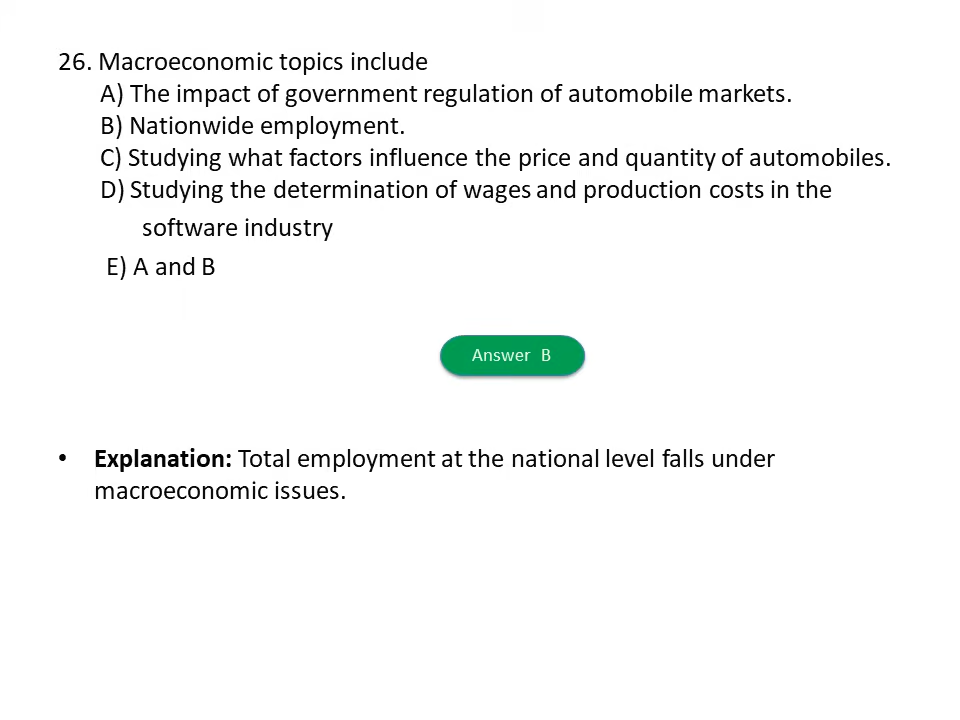 26. Macroeconomic topics include
A) The impact of government regulation of automobile markets.
B) Nationwide employment.
C) Studying what factors influence the price and quantity of automobiles.
D) Studying the determination of wages and production costs in the
software industry
E) A and B
Answer B
• Explanation: Total employment at the national level falls under
macroeconomic issues.